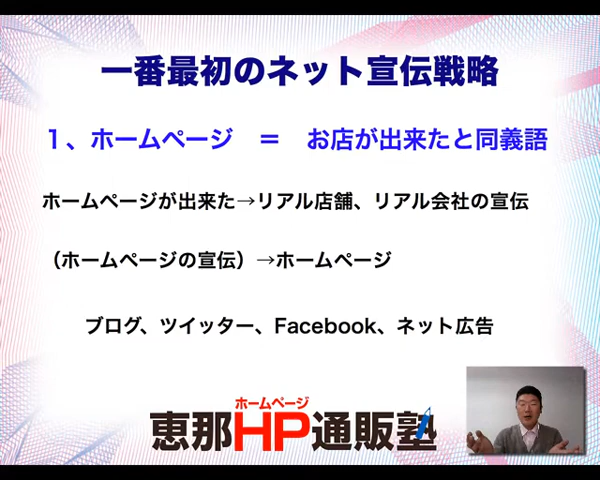 一番最初のネット宣伝戦略
１、ホームページ　＝　お店が出来たと同義語
ホームページが出来た→リアル店舗、リアル会社の宣伝
（ホームページの宣伝）→ホームページ
ブログ、ツイッター、Facebook、ネット広告
ホームページ
恵那HP通販塾